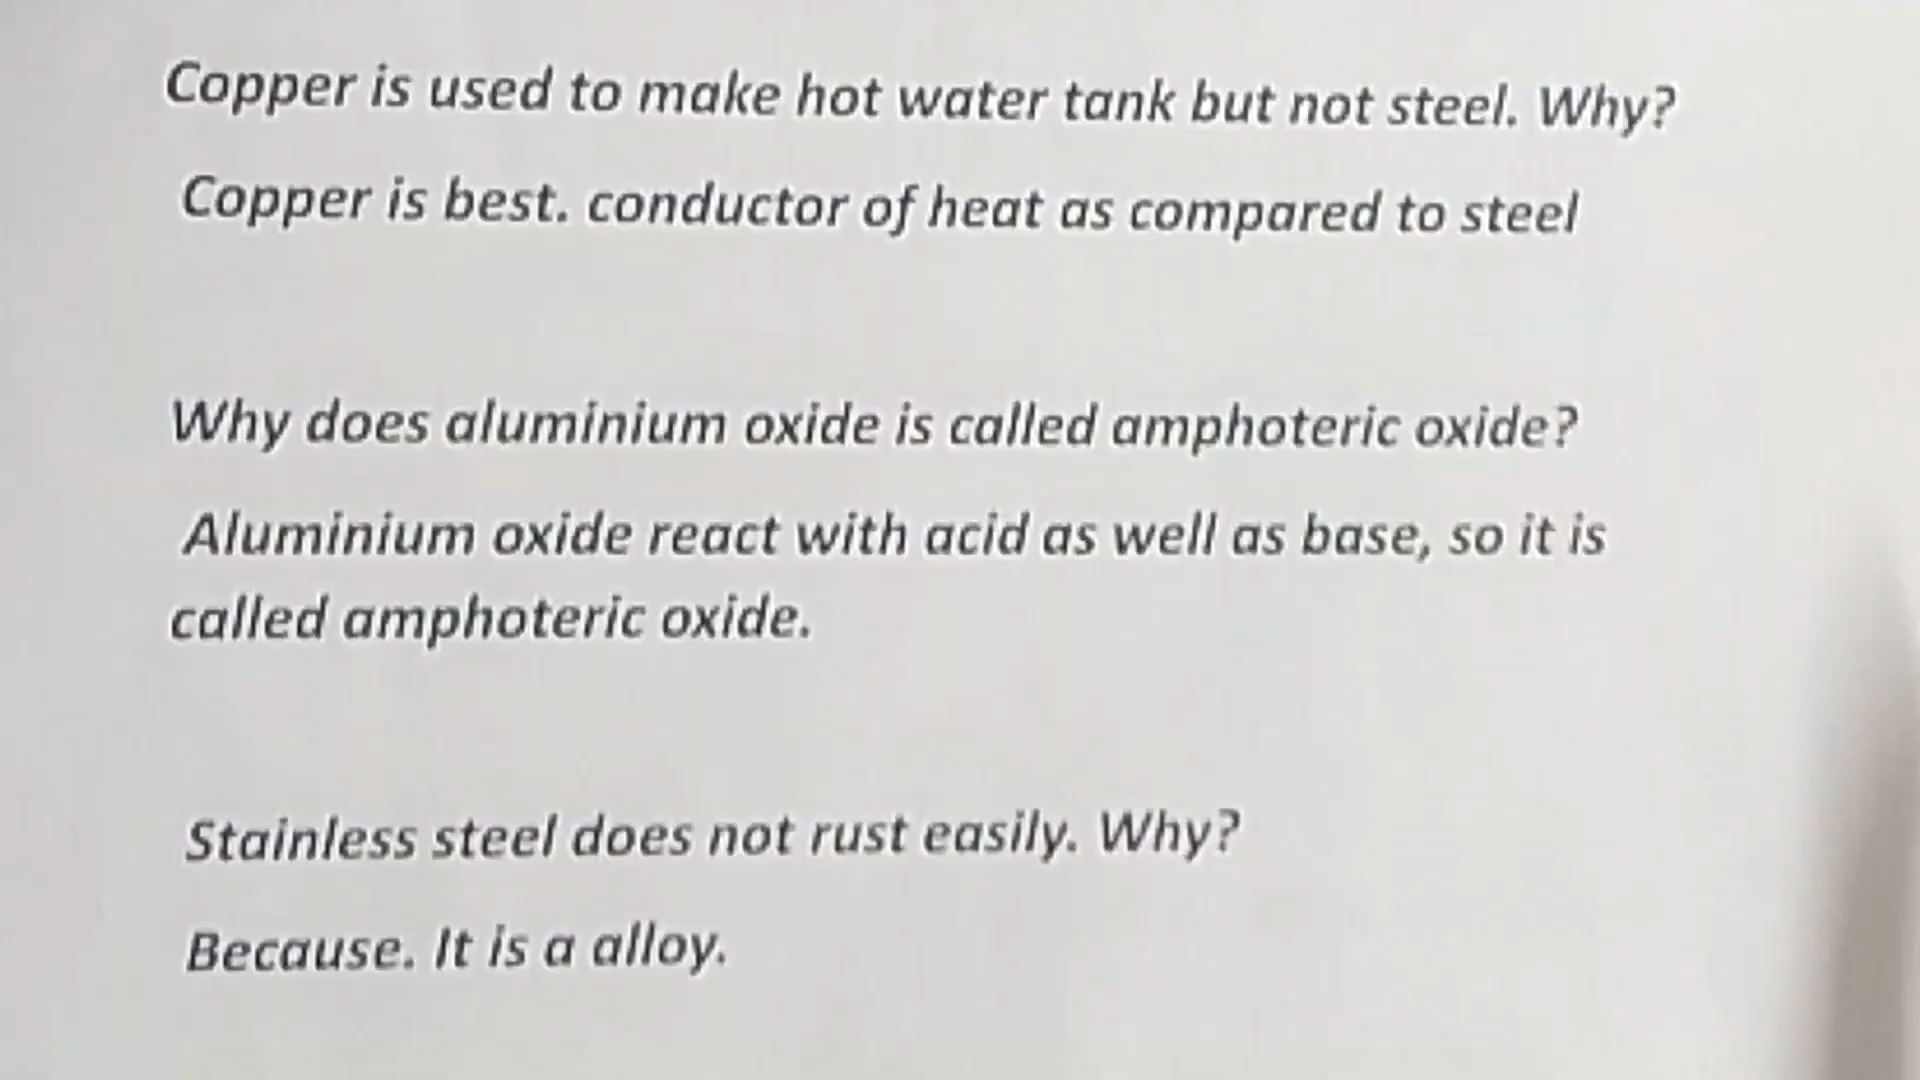 Copper is used to make hot water tank but not steel. Why?
Copper is best. conductor of heat as compared to steel
Why does aluminium oxide is called amphoteric oxide?
Aluminium oxide react with acid as well as base, so it is
called amphoteric oxide.
Stainless steel does not rust easily. Why?
Because. It is a alloy.